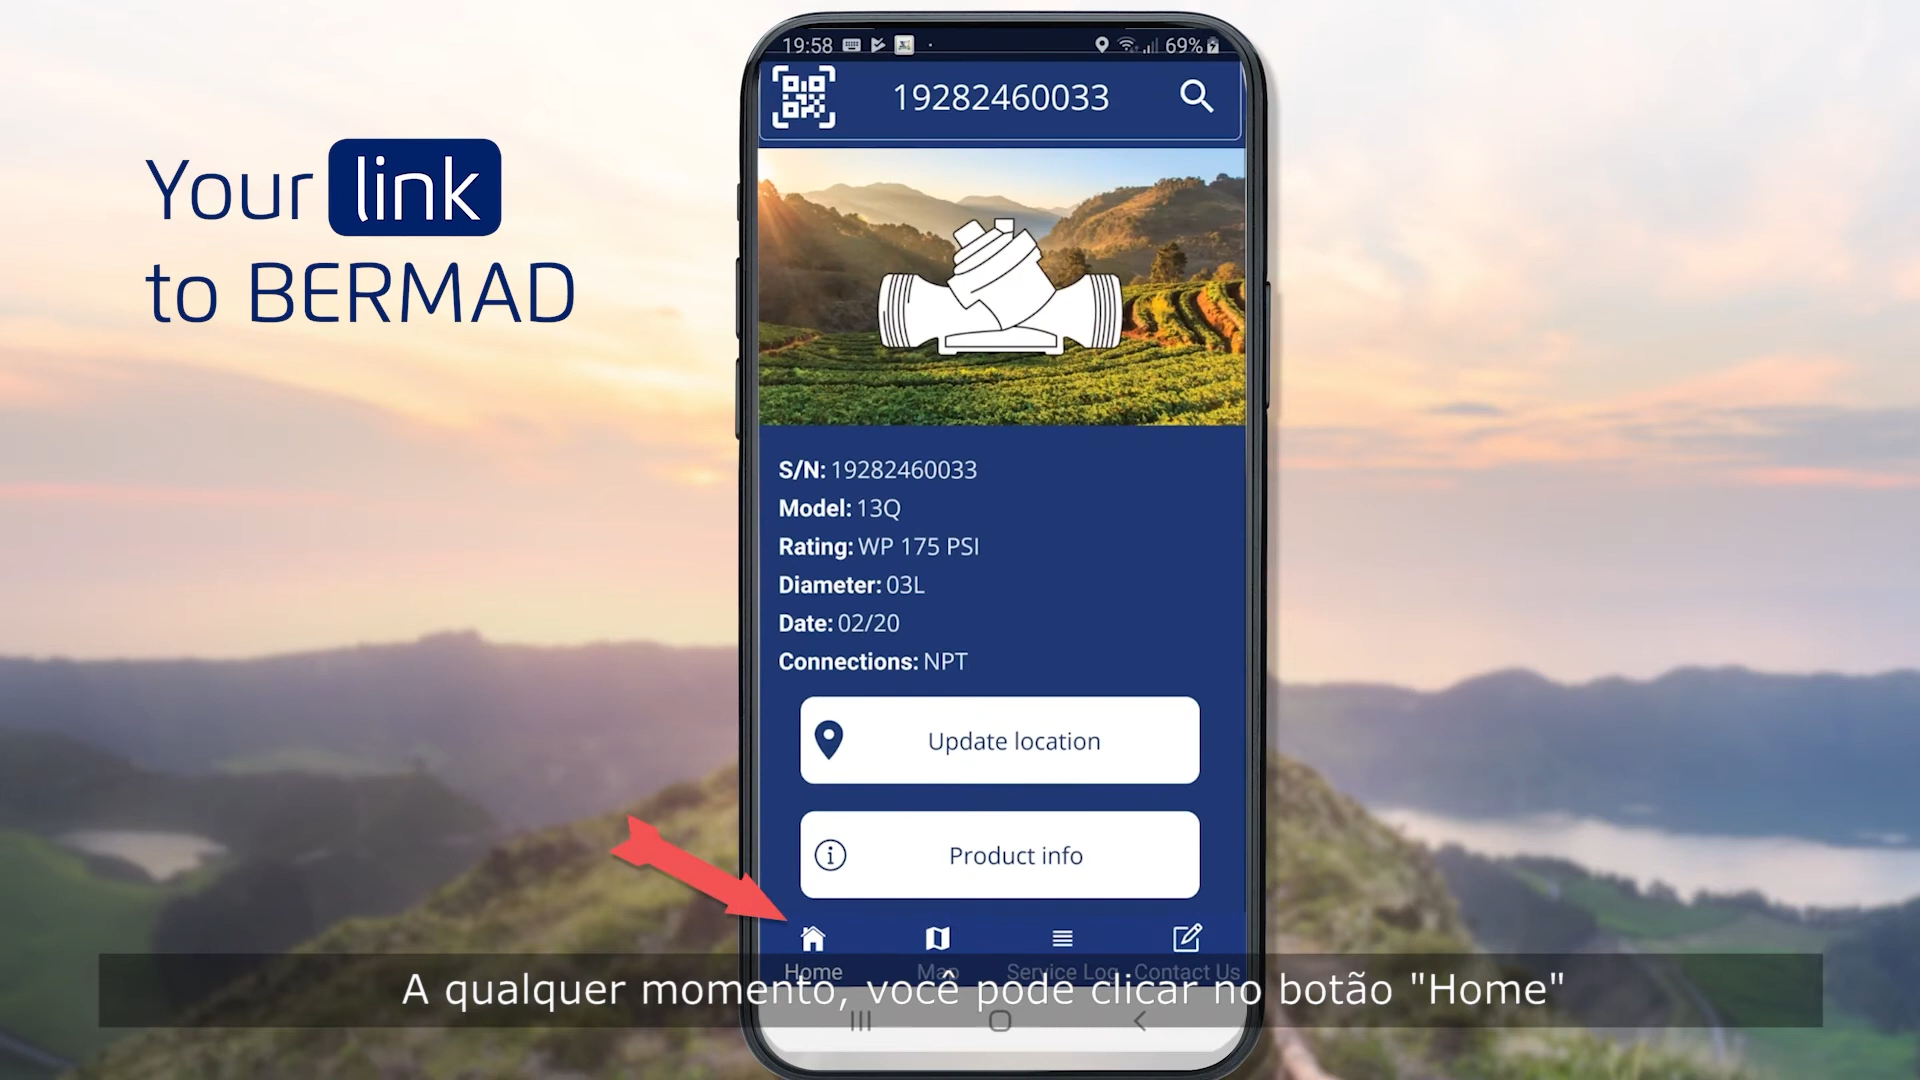 Your link
to BERMAD
19:58
69%
19282460033
S/N: 19282460033
Model: 13Q
Rating: WP 175 PSI
Diameter: 03L
Date: 02/20
Connections: NPT
Update location
Product info
Home Map Service Log Contact Us
A qualquer momento, você pode clicar no botão "Home"